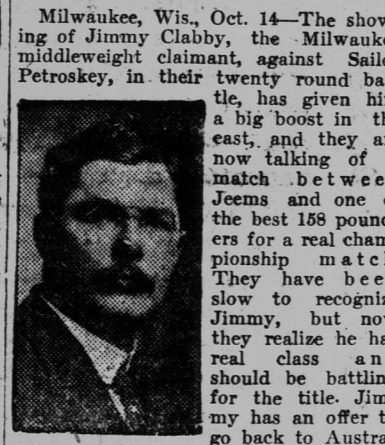 Milwaukee, Wis., Oct. 14—The show
ing of Jimmy Clabby, the Milwauke
middleweight claimant, against Sailo
Petroskey, in their twenty round ba
tle, has given hi
a big boost in th
east, and they a
now talking of
match betwee
Jeems and one
the best 158 pound
ers for a real cham
pionship matc
They have bee
slow to recogniz
Jimmy, but no
they realize he ha
real class an
should be battlin
for the title. Jim
my has an offer t
go back to Austra